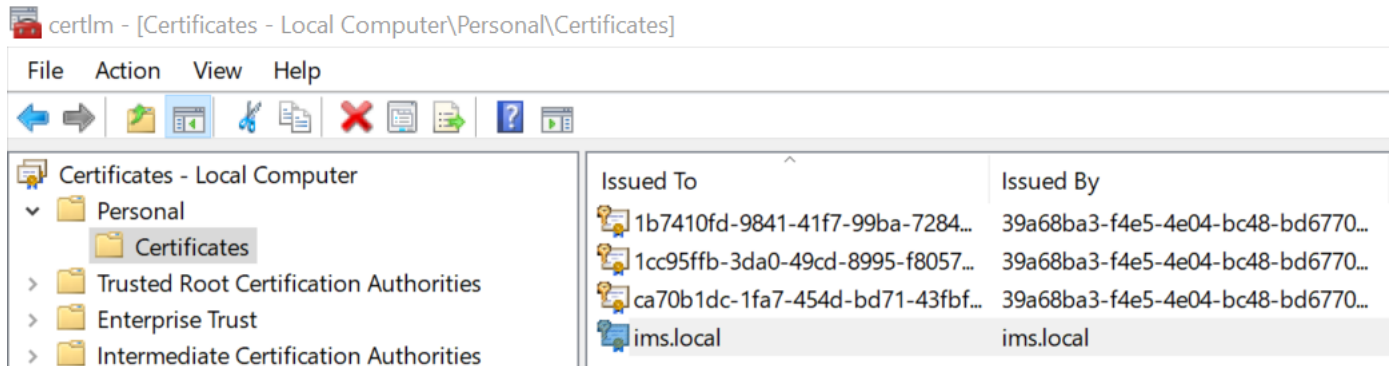 certlm - [Certificates - Local Computer\Personal\Certificates]
File Action View Help
Certificates - Local Computer
Personal
Certificates
Trusted Root Certification Authorities
Enterprise Trust
Intermediate Certification Authorities
Issued To Issued By
1b7410fd-9841-41f7-99ba-7284... 39a68ba3-f4e5-4e04-bc48-bd6770...
1cc95ffb-3da0-49cd-8995-f8057... 39a68ba3-f4e5-4e04-bc48-bd6770...
ca70b1dc-1fa7-454d-bd71-43fbf... 39a68ba3-f4e5-4e04-bc48-bd6770...
ims.local ims.local